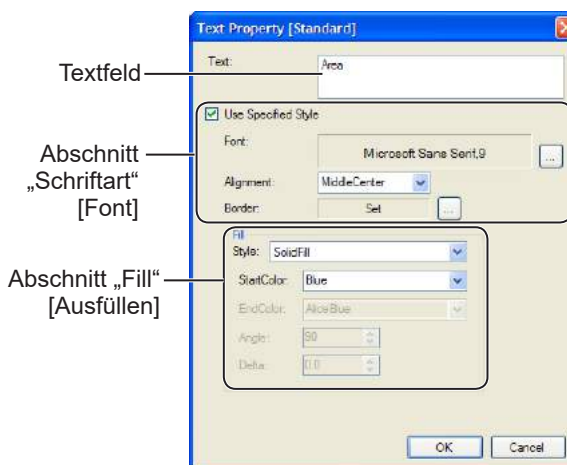 Text Property [Standard]
Text:
Area
Textfeld
Use Specified Style
Font:
Microsoft Sans Serif,9
...
Abschnitt
„Schriftart“
[Font]
Alignment:
MiddleCenter
Border:
Set
...
Fill
Style:
SolidFill
StartColor:
Blue
Abschnitt „Fill“
[Ausfüllen]
EndColor:
AliceBlue
Angle:
90
Delta:
0.0
OK
Cancel